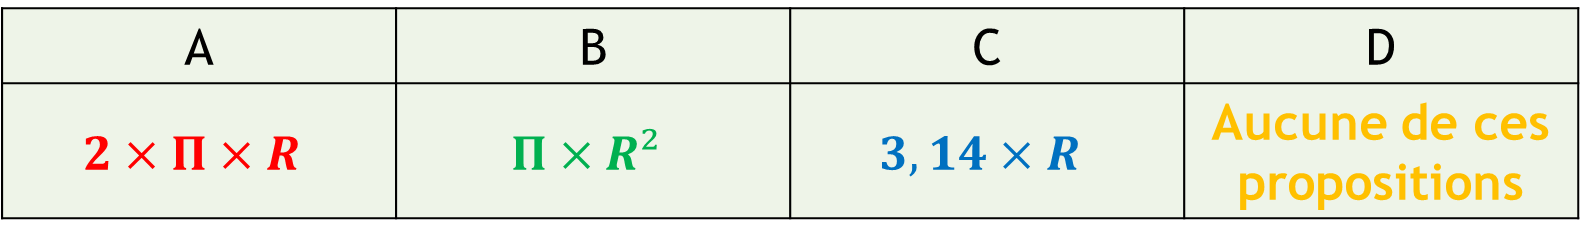 A B C D
2 × Π × R Π × R² 3, 14 × R Aucune de ces
propositions